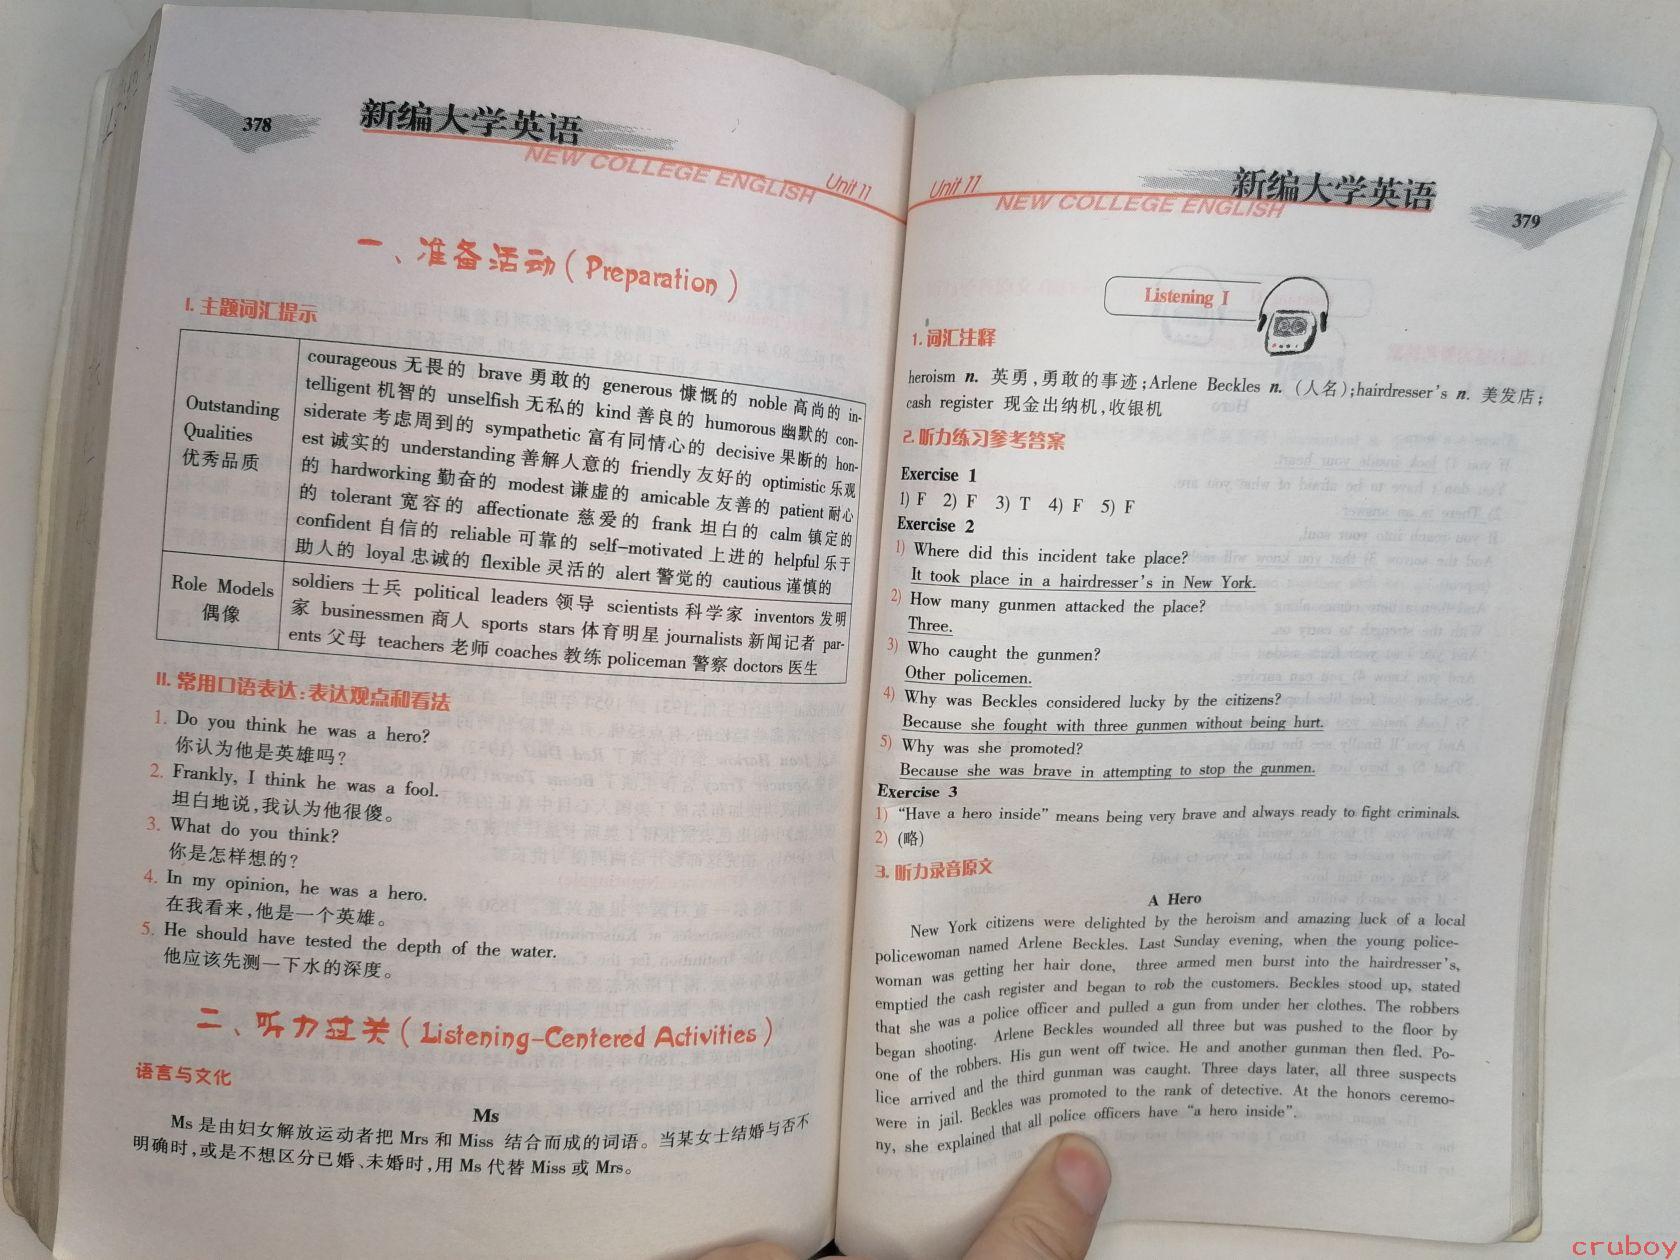 378
新编大学英语
NEW COLLEGE ENGLISH
Unit 11
一、准备活动(Preparation)
I. 主题词汇提示
Outstanding
Qualities
优秀品质
courageous 无畏的 brave 勇敢的 generous 慷慨的 noble 高尚的 in-
telligent 机智的 unselfish 无私的 kind 善良的 humorous 幽默的 con-
siderate 考虑周到的 sympathetic 富有同情心的 decisive 果断的 hon-
est 诚实的 understanding 善解人意的 friendly 友好的 optimistic 乐观
的 hardworking 勤奋的 modest 谦虚的 amicable 友善的 patient 耐心
的 tolerant 宽容的 affectionate 慈爱的 frank 坦白的 calm 镇定的
confident 自信的 reliable 可靠的 self-motivated 上进的 helpful 乐于
助人的 loyal 忠诚的 flexible 灵活的 alert 警觉的 cautious 谨慎的
Role Models
偶像
soldiers 士兵 political leaders 领导 scientists 科学家 inventors 发明
家 businessmen 商人 sports stars 体育明星 journalists 新闻记者 par-
ents 父母 teachers 老师 coaches 教练 policeman 警察 doctors 医生
II. 常用口语表达:表达观点和看法
1. Do you think he was a hero?
你认为他是英雄吗?
2. Frankly, I think he was a fool.
坦白地说,我认为他很傻。
3. What do you think?
你是怎样想的?
4. In my opinion, he was a hero.
在我看来,他是一个英雄。
5. He should have tested the depth of the water.
他应该先测一下水的深度。
二、听力过关(Listening-Centered Activities)
语言与文化
Ms
Ms 是由妇女解放运动者把 Mrs 和 Miss 结合而成的词语。当某女士结婚与否不
明确时,或是不想区分已婚、未婚时,用 Ms 代替 Miss 或 Mrs。
Unit 11
新编大学英语
NEW COLLEGE ENGLISH
379
Listening I
1. 词汇注释
heroism n. 英勇,勇敢的事迹;Arlene Beckles n. (人名);hairdresser's n. 美发店;
cash register 现金出纳机,收银机
2. 听力练习参考答案
Exercise 1
1) F 2) F 3) T 4) F 5) F
Exercise 2
1) Where did this incident take place?
It took place in a hairdresser's in New York.
2) How many gunmen attacked the place?
Three.
3) Who caught the gunmen?
Other policemen.
4) Why was Beckles considered lucky by the citizens?
Because she fought with three gunmen without being hurt.
5) Why was she promoted?
Because she was brave in attempting to stop the gunmen.
Exercise 3
1) "Have a hero inside" means being very brave and always ready to fight criminals.
2) (略)
3. 听力录音原文
A Hero
New York citizens were delighted by the heroism and amazing luck of a local
policewoman named Arlene Beckles. Last Sunday evening, when the young police-
woman was getting her hair done, three armed men burst into the hairdresser's,
emptied the cash register and began to rob the customers. Beckles stood up, stated
that she was a police officer and pulled a gun from under her clothes. The robbers
began shooting. Arlene Beckles wounded all three but was pushed to the floor by
one of the robbers. His gun went off twice. He and another gunman then fled. Po-
lice arrived and the third gunman was caught. Three days later, all three suspects
were in jail. Beckles was promoted to the rank of detective. At the honors ceremo-
ny, she explained that all police officers have "a hero inside".
cruboy